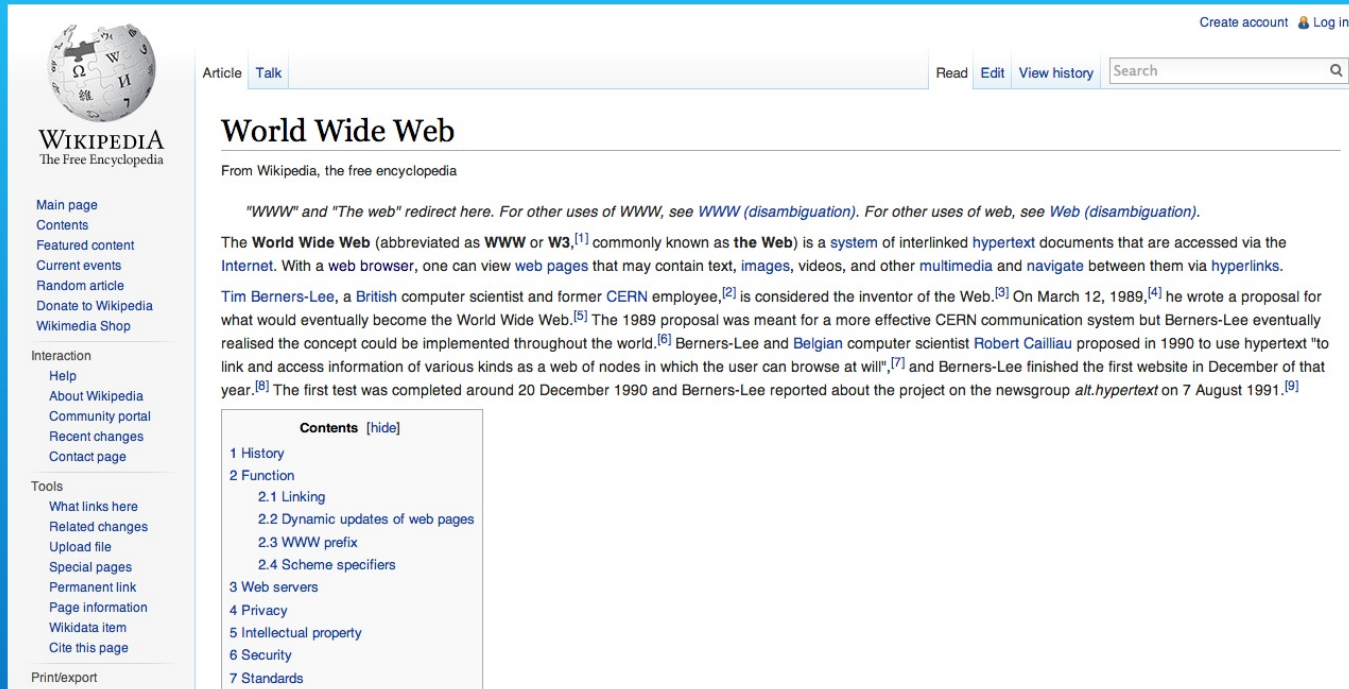 Create account Log in
WIKIPEDIA
The Free Encyclopedia
Article Talk
Read Edit View history Search
World Wide Web
From Wikipedia, the free encyclopedia
"WWW" and "The web" redirect here. For other uses of WWW, see WWW (disambiguation). For other uses of web, see Web (disambiguation).
The World Wide Web (abbreviated as WWW or W3,[1] commonly known as the Web) is a system of interlinked hypertext documents that are accessed via the
Internet. With a web browser, one can view web pages that may contain text, images, videos, and other multimedia and navigate between them via hyperlinks.
Tim Berners-Lee, a British computer scientist and former CERN employee,[2] is considered the inventor of the Web.[3] On March 12, 1989,[4] he wrote a proposal for
what would eventually become the World Wide Web.[5] The 1989 proposal was meant for a more effective CERN communication system but Berners-Lee eventually
realised the concept could be implemented throughout the world.[6] Berners-Lee and Belgian computer scientist Robert Cailliau proposed in 1990 to use hypertext "to
link and access information of various kinds as a web of nodes in which the user can browse at will",[7] and Berners-Lee finished the first website in December of that
year.[8] The first test was completed around 20 December 1990 and Berners-Lee reported about the project on the newsgroup alt.hypertext on 7 August 1991.[9]
Contents [hide]
1 History
2 Function
2.1 Linking
2.2 Dynamic updates of web pages
2.3 WWW prefix
2.4 Scheme specifiers
3 Web servers
4 Privacy
5 Intellectual property
6 Security
7 Standards
Main page
Contents
Featured content
Current events
Random article
Donate to Wikipedia
Wikimedia Shop
Interaction
Help
About Wikipedia
Community portal
Recent changes
Contact page
Tools
What links here
Related changes
Upload file
Special pages
Permanent link
Page information
Wikidata item
Cite this page
Print/export